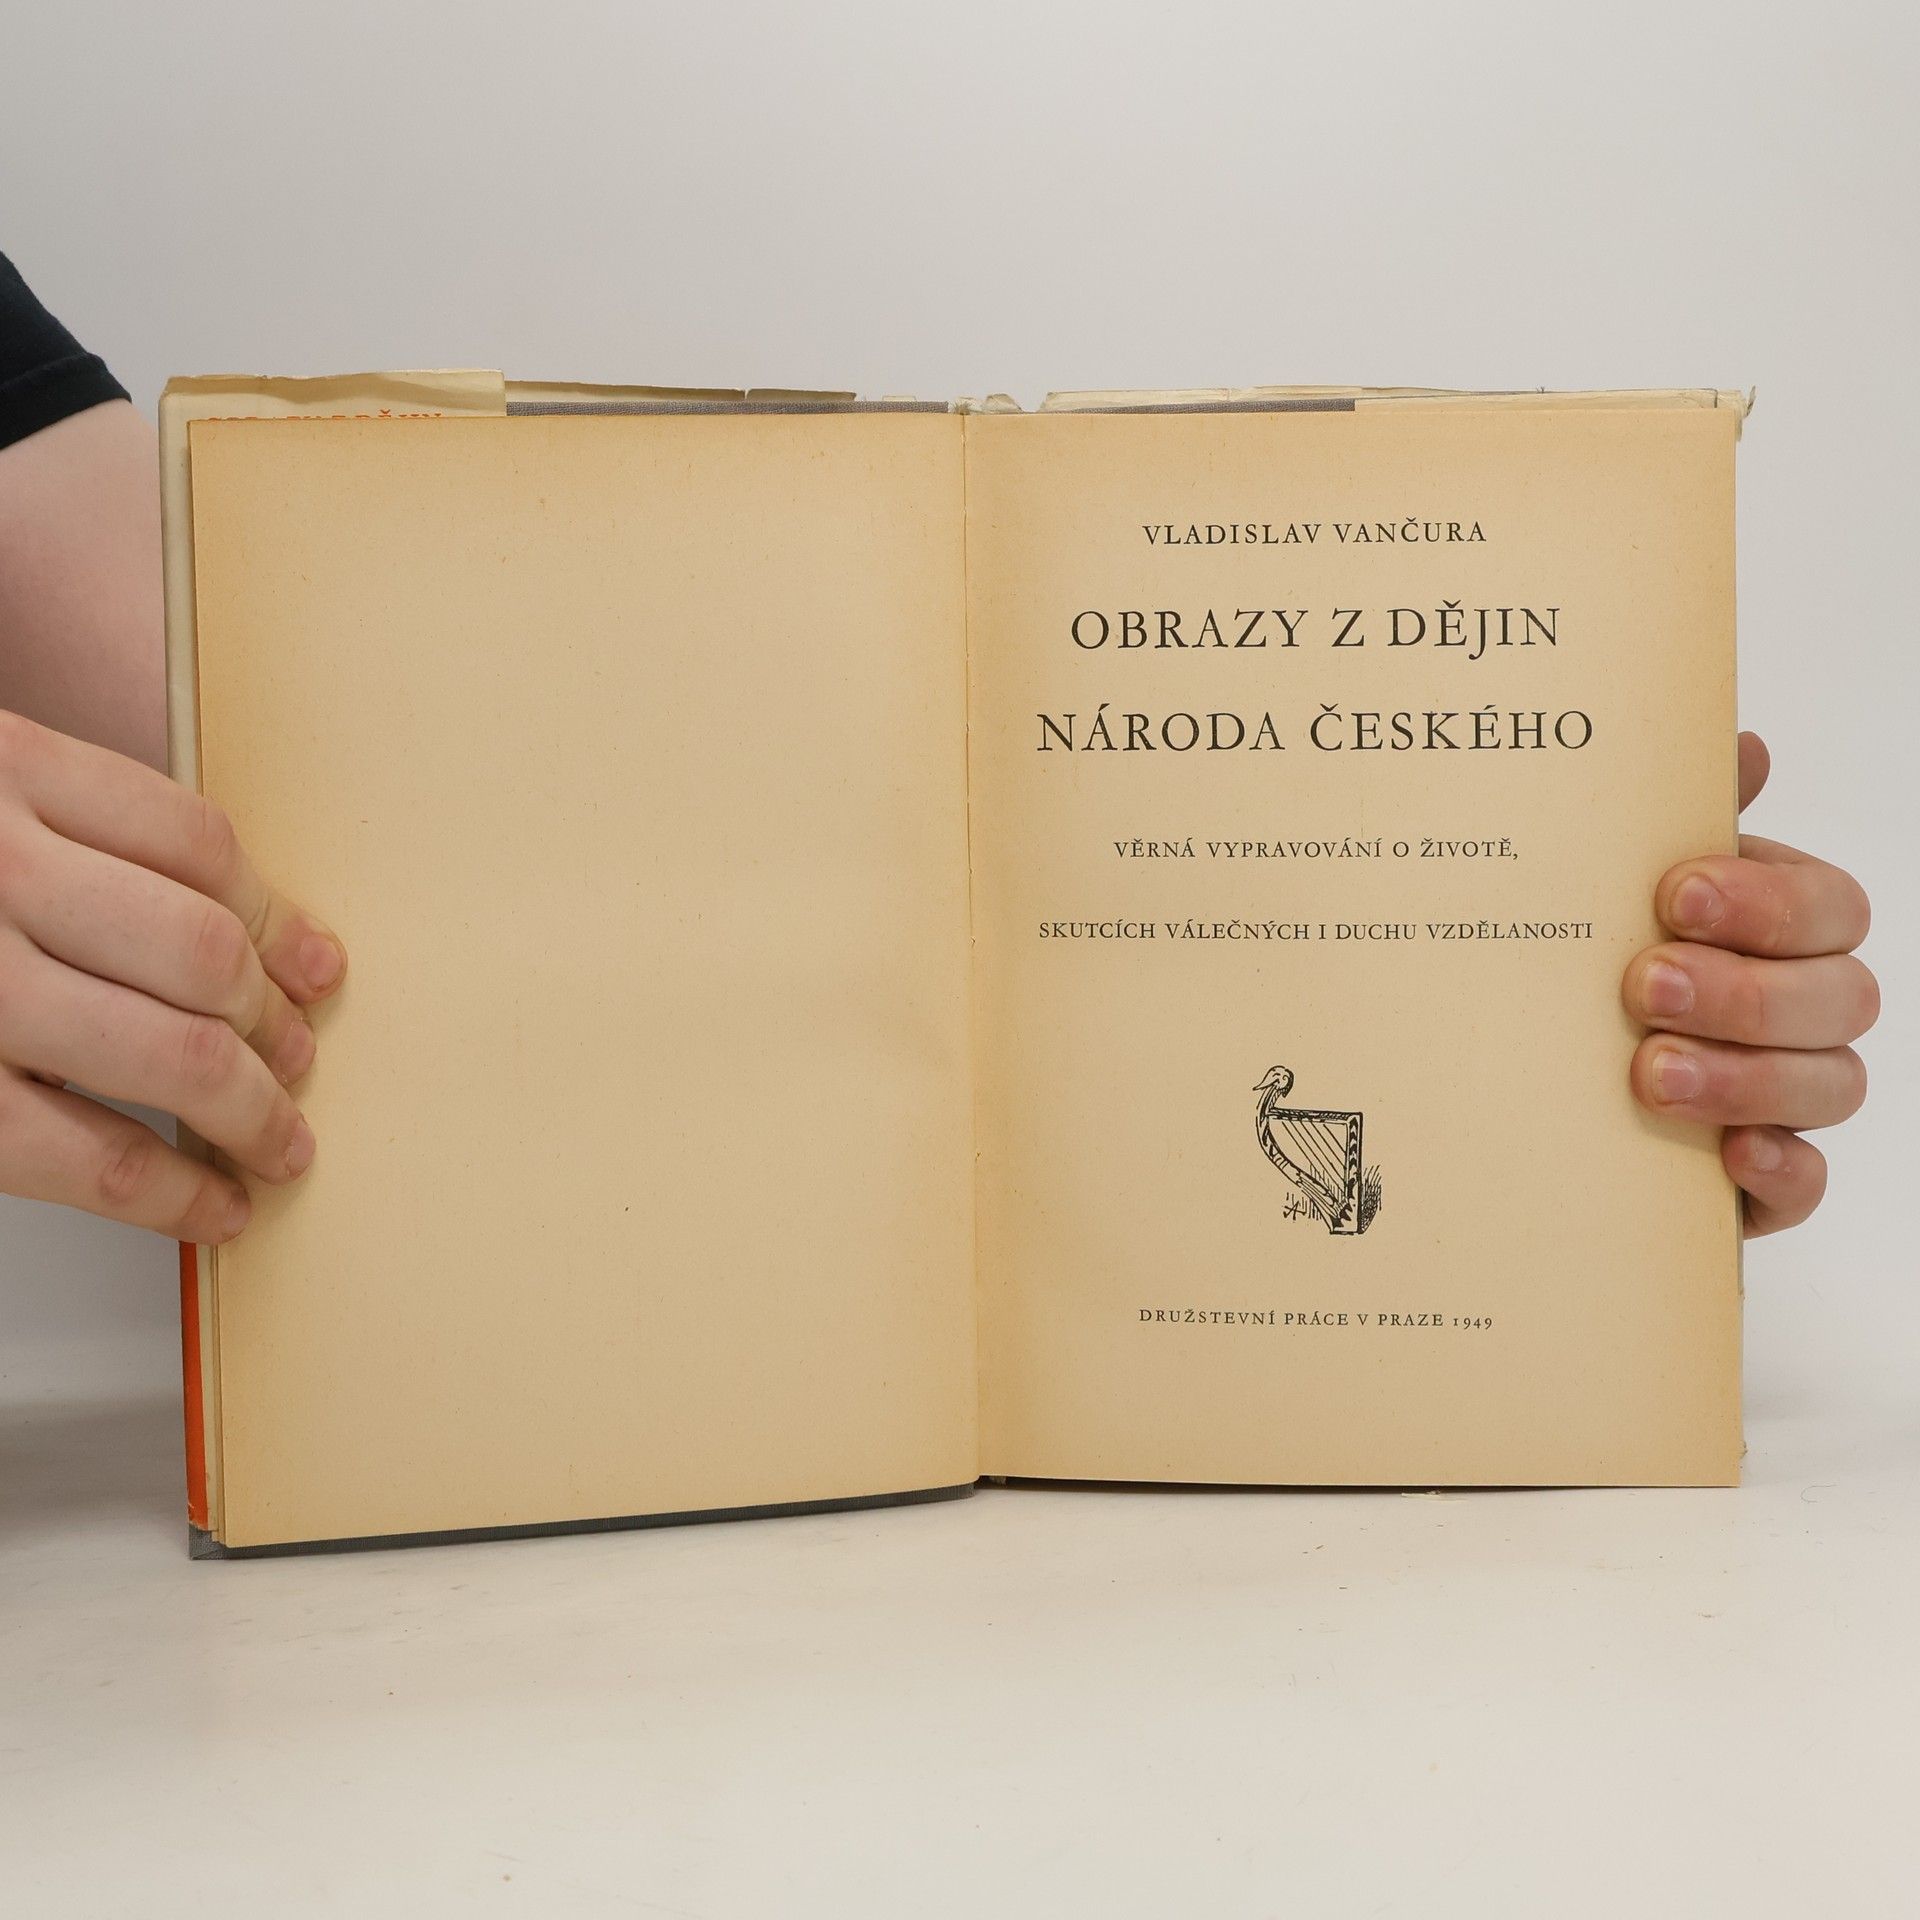 VLADISLAV VANČURA
OBRAZY Z DĚJIN
NÁRODA ČESKÉHO
VĚRNÁ VYPRAVOVÁNÍ O ŽIVOTĚ,
SKUTCÍCH VÁLEČNÝCH I DUCHU VZDĚLANOSTI
DRUŽSTEVNÍ PRÁCE V PRAZE 1949